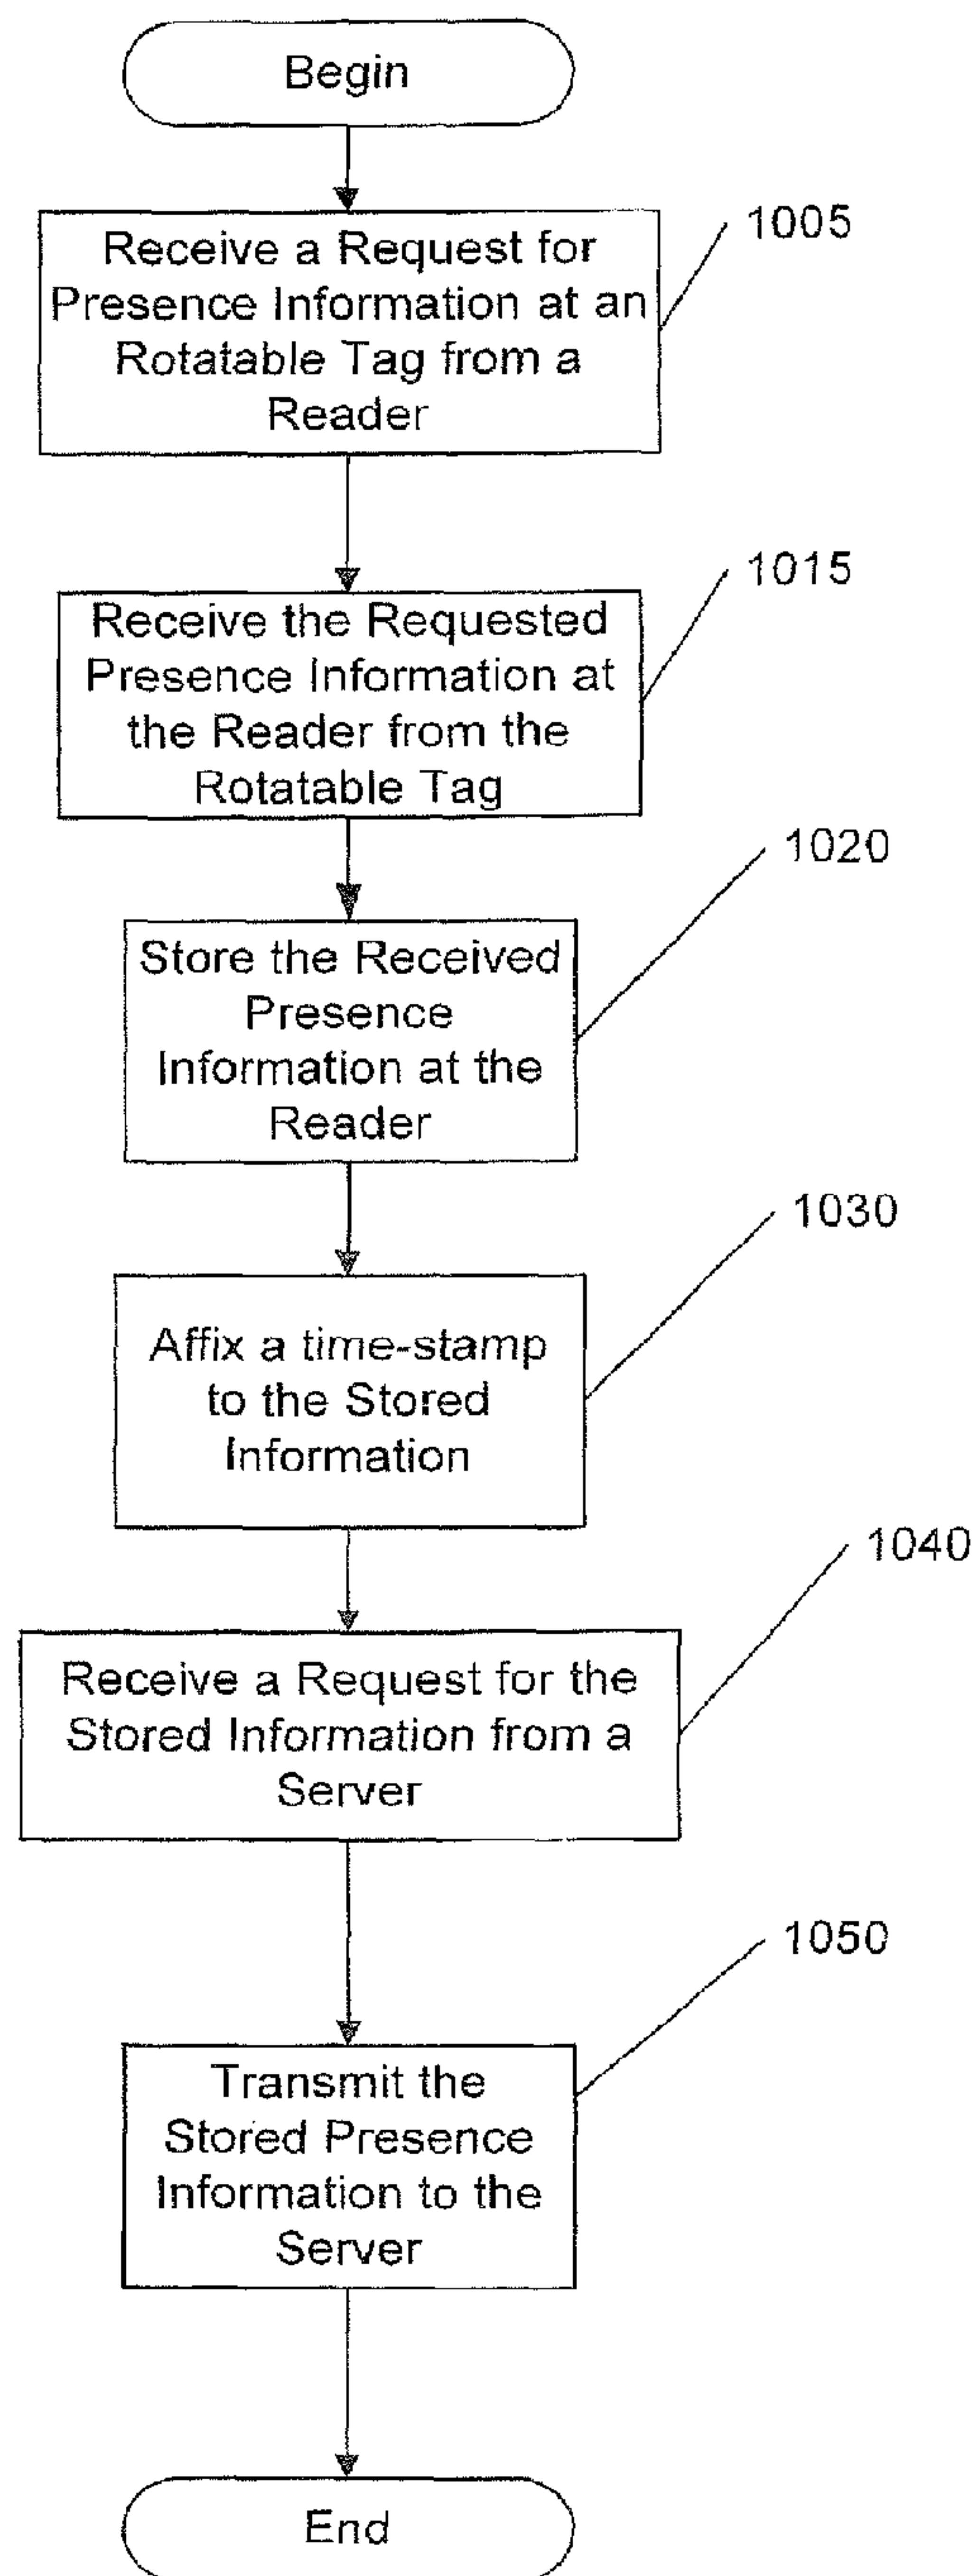 Begin
1005
Receive a Request for
Presence Information at an
Rotatable Tag from a
Reader
1015
Receive the Requested
Presence Information at
the Reader from the
Rotatable Tag
1020
Store the Received
Presence
Information at the
Reader
1030
Affix a time-stamp
to the Stored
Information
1040
Receive a Request for the
Stored Information from a
Server
1050
Transmit the
Stored Presence
Information to the
Server
End